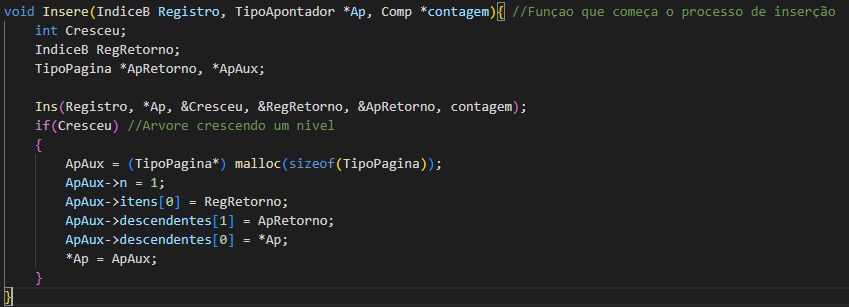 void Insere(IndiceB Registro, TipoApontador *Ap, Comp *contagem){ //Funçao que começa o processo de inserção
    int Cresceu;
    IndiceB RegRetorno;
    TipoPagina *ApRetorno, *ApAux;

    Ins(Registro, *Ap, &Cresceu, &RegRetorno, &ApRetorno, contagem);
    if(Cresceu) //Arvore crescendo um nivel
    {
        ApAux = (TipoPagina*) malloc(sizeof(TipoPagina));
        ApAux->n = 1;
        ApAux->itens[0] = RegRetorno;
        ApAux->descendentes[1] = ApRetorno;
        ApAux->descendentes[0] = *Ap;
        *Ap = ApAux;
    }
}